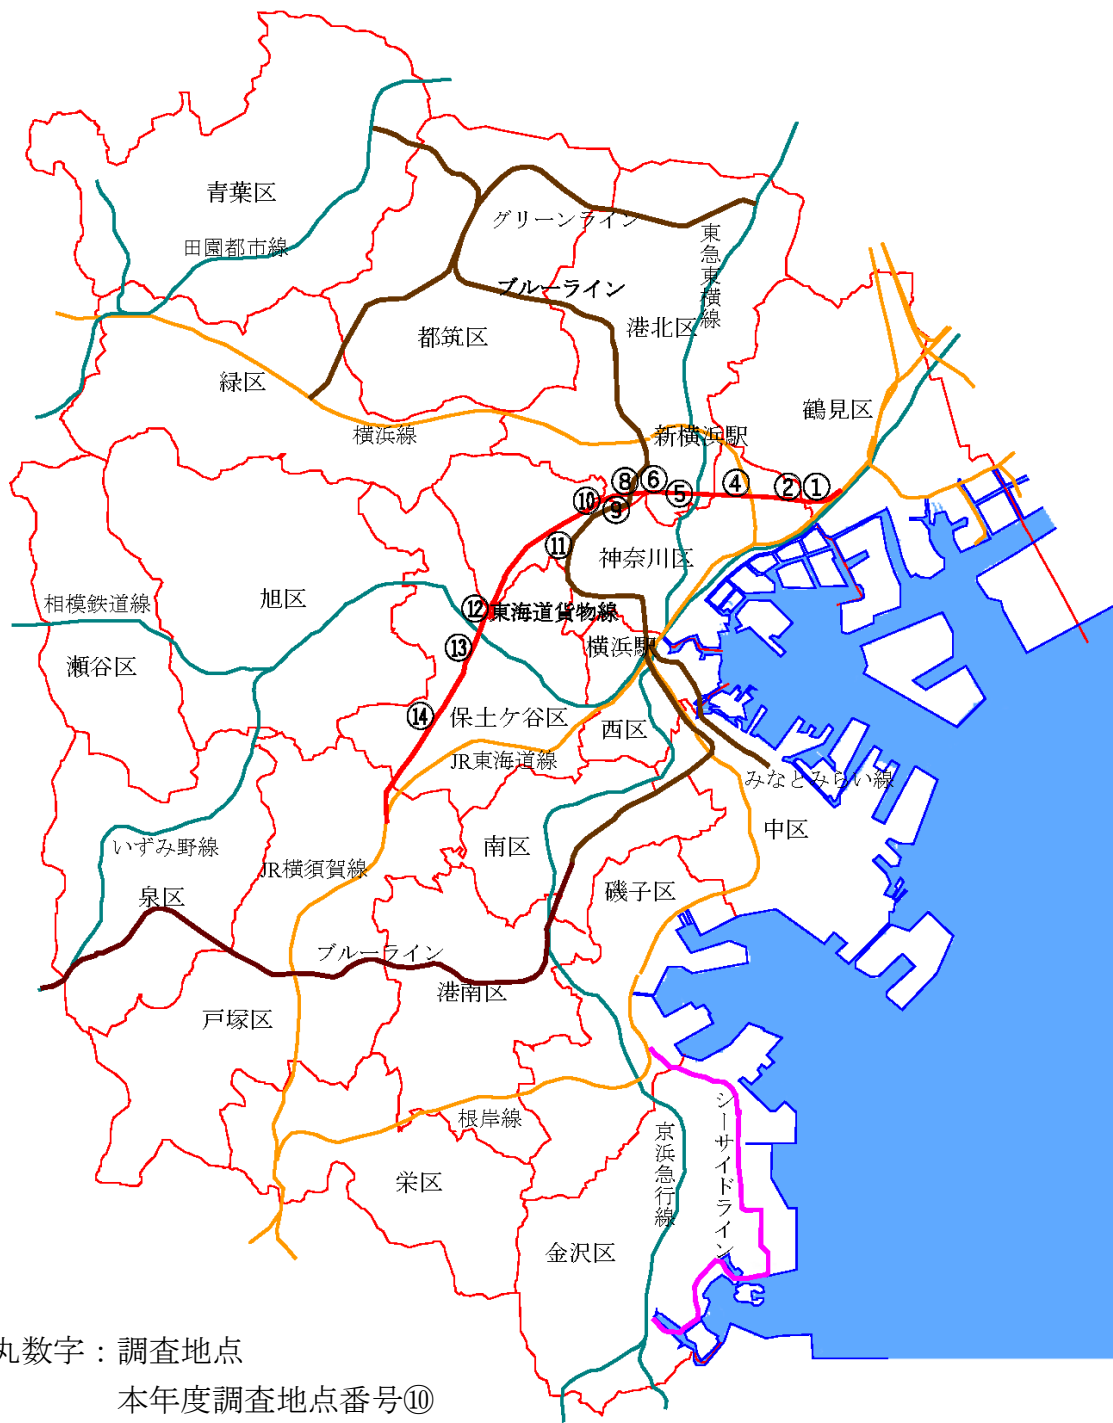 青葉区
グリーンライン
東急東横線
田園都市線
ブルーライン
港北区
都筑区
緑区
鶴見区
横浜線
新横浜駅
⑧
⑥
⑤
④
②
①
⑩
⑨
⑪
神奈川区
相模鉄道線
旭区
⑫
東海道貨物線
⑬
横浜駅
瀬谷区
⑭
保土ケ谷区
西区
JR東海道線
みなとみらい線
中区
いずみ野線
南区
JR横須賀線
泉区
磯子区
ブルーライン
港南区
戸塚区
根岸線
シーサイドライン
京浜急行線
栄区
金沢区
丸数字：調査地点
本年度調査地点番号⑩